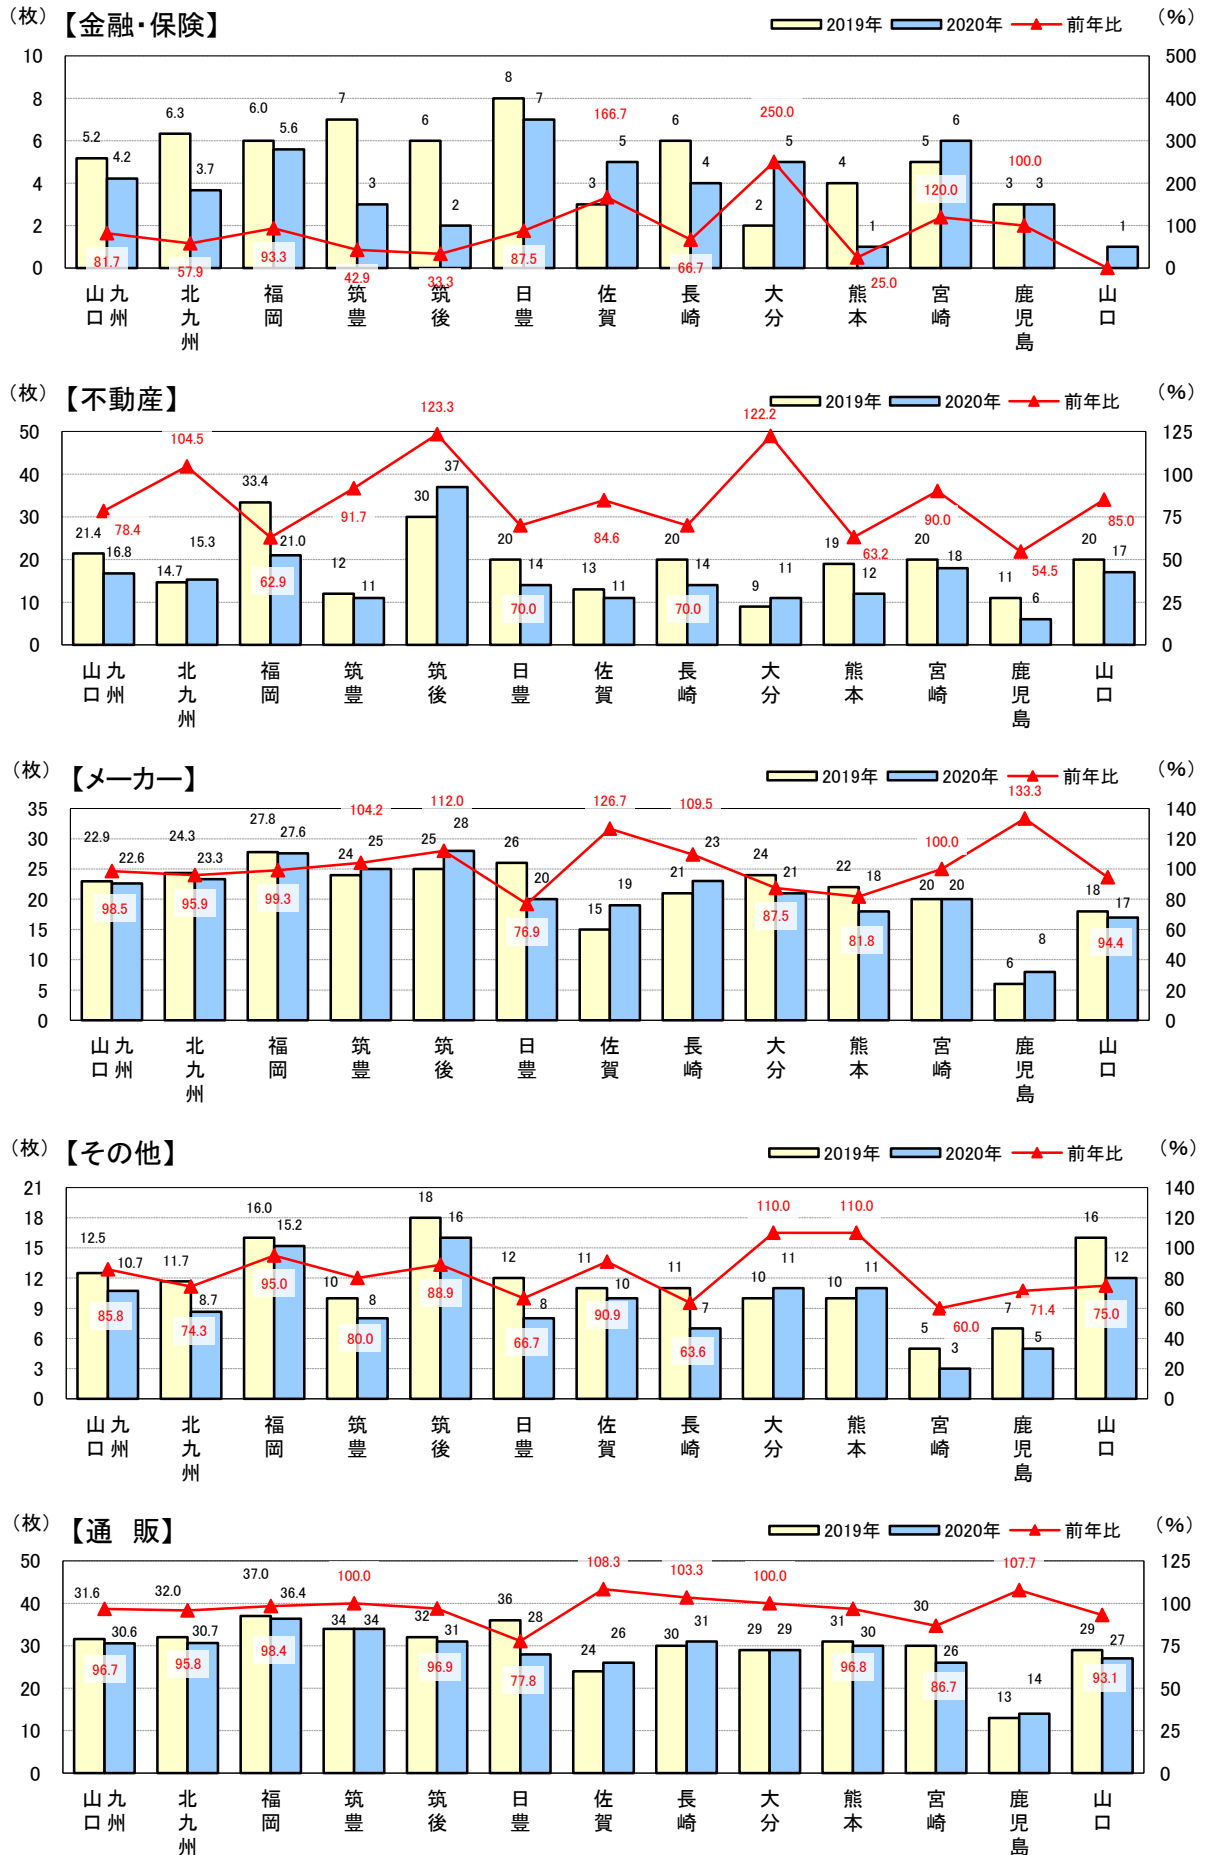 （枚） 【金融・保険】 2019年 2020年 前年比 （%）
10 500
8 400
6 300
4 200
2 100
0 0
5.2 6.3 6.0 7 6 8 3 6 2 4 5 3
4.2 3.7 5.6 3 2 7 5 4 5 1 6 3 1
81.7 57.9 93.3 42.9 33.3 87.5 166.7 66.7 250.0 25.0 120.0 100.0
九州山口 北九州 福岡 筑豊 筑後 日豊 佐賀 長崎 大分 熊本 宮崎 鹿児島 山口
（枚） 【不動産】 2019年 2020年 前年比 （%）
50 125
40 100
30 75
20 50
10 25
0 0
21.4 14.7 33.4 12 30 20 13 20 9 19 20 11 20
16.8 15.3 21.0 11 37 14 11 14 11 12 18 6 17
78.4 104.5 62.9 91.7 123.3 70.0 84.6 70.0 122.2 63.2 90.0 54.5 85.0
九州山口 北九州 福岡 筑豊 筑後 日豊 佐賀 長崎 大分 熊本 宮崎 鹿児島 山口
（枚） 【メーカー】 2019年 2020年 前年比 （%）
35 140
30 120
25 100
20 80
15 60
10 40
5 20
0 0
22.9 24.3 27.8 24 25 26 15 21 24 22 20 6 18
22.6 23.3 27.6 25 28 20 19 23 21 18 20 8 17
98.5 95.9 99.3 104.2 112.0 76.9 126.7 109.5 87.5 81.8 100.0 133.3 94.4
九州山口 北九州 福岡 筑豊 筑後 日豊 佐賀 長崎 大分 熊本 宮崎 鹿児島 山口
（枚） 【その他】 2019年 2020年 前年比 （%）
21 140
18 120
15 100
12 80
9 60
6 40
3 20
0 0
12.5 11.7 16.0 10 18 12 11 11 10 10 5 7 16
10.7 8.7 15.2 8 16 8 10 7 11 11 3 5 12
85.8 74.3 95.0 80.0 88.9 66.7 90.9 63.6 110.0 110.0 60.0 71.4 75.0
九州山口 北九州 福岡 筑豊 筑後 日豊 佐賀 長崎 大分 熊本 宮崎 鹿児島 山口
（枚） 【通　販】 2019年 2020年 前年比 （%）
50 125
40 100
30 75
20 50
10 25
0 0
31.6 32.0 37.0 34 32 36 24 30 29 31 30 13 29
30.6 30.7 36.4 34 31 28 26 31 29 30 26 14 27
96.7 95.8 98.4 100.0 96.9 77.8 108.3 103.3 100.0 96.8 86.7 107.7 93.1
九州山口 北九州 福岡 筑豊 筑後 日豊 佐賀 長崎 大分 熊本 宮崎 鹿児島 山口